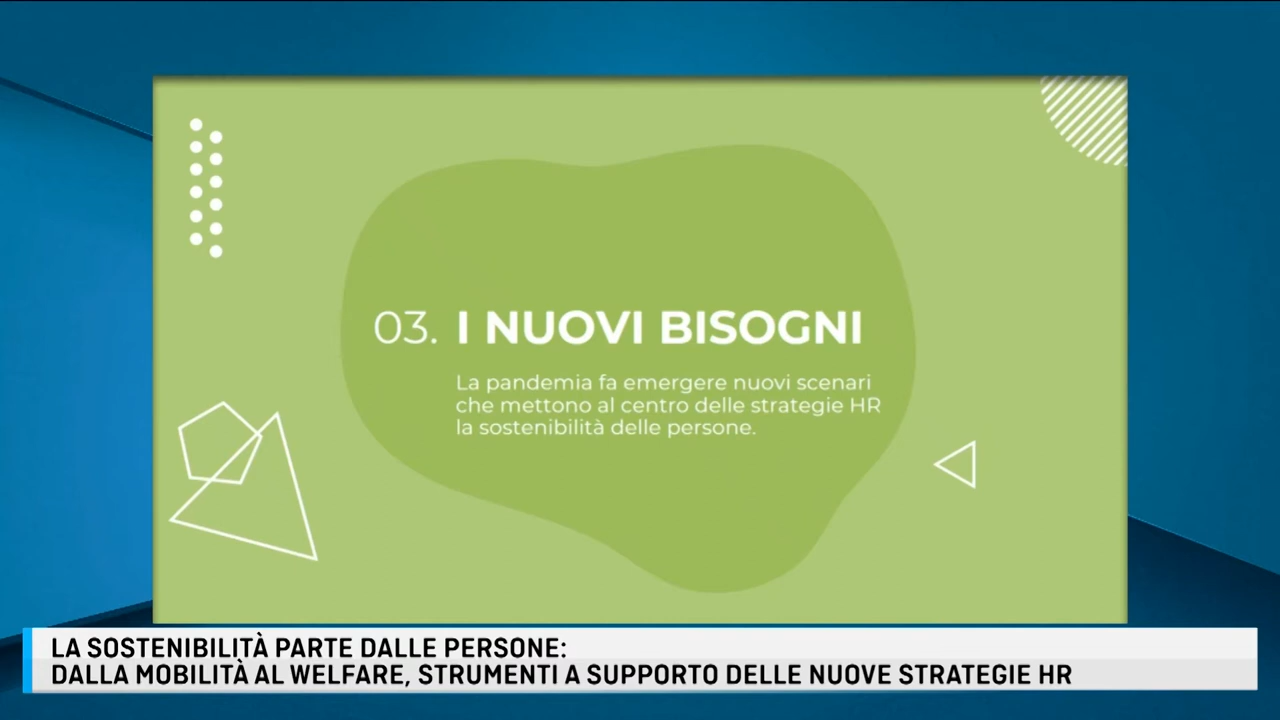 03. I NUOVI BISOGNI
La pandemia fa emergere nuovi scenari
che mettono al centro delle strategie HR
la sostenibilità delle persone.
LA SOSTENIBILITÀ PARTE DALLE PERSONE:
DALLA MOBILITÀ AL WELFARE, STRUMENTI A SUPPORTO DELLE NUOVE STRATEGIE HR